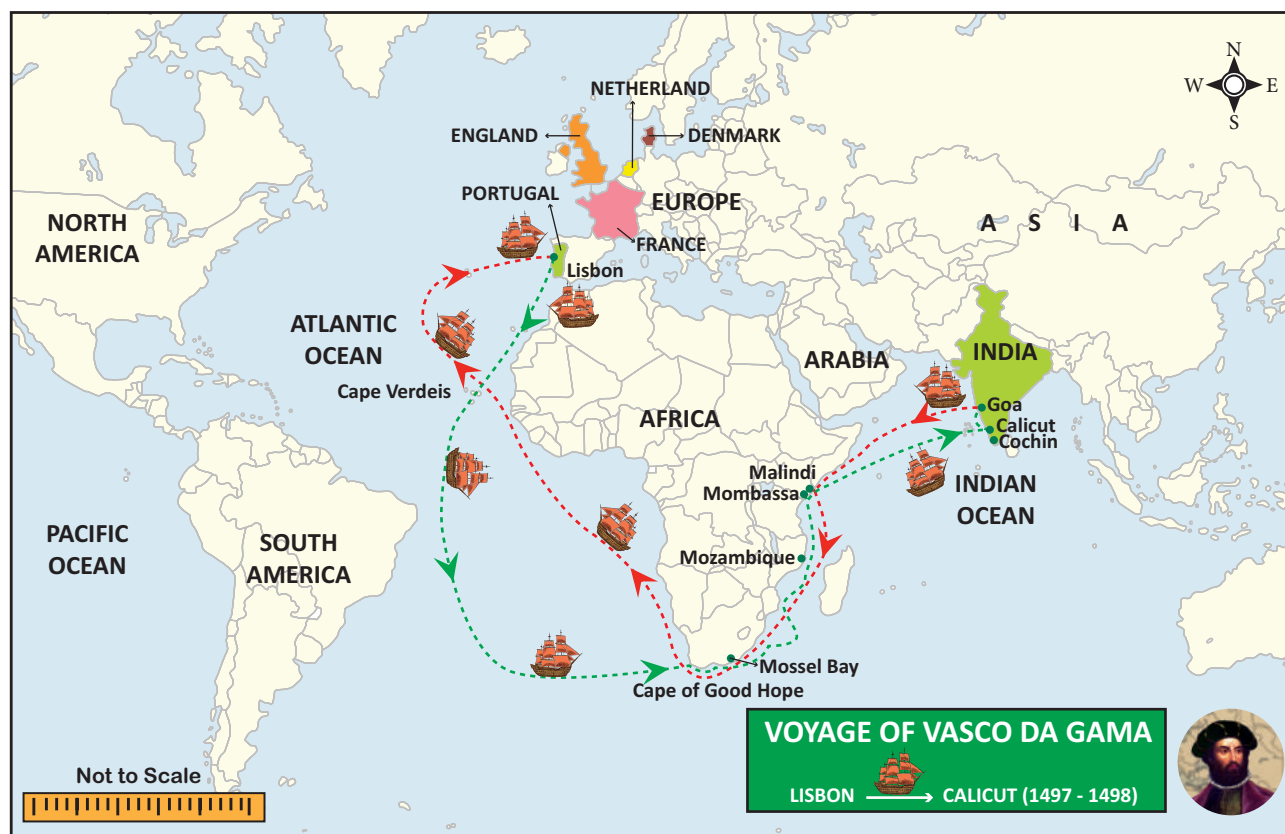 N
W E
S
NETHERLAND
ENGLAND
DENMARK
PORTUGAL
EUROPE
FRANCE
NORTH
AMERICA
A S I A
Lisbon
ATLANTIC
OCEAN
ARABIA
INDIA
Cape Verdeis
Goa
AFRICA
Calicut
Cochin
Malindi
Mombassa
INDIAN
OCEAN
PACIFIC
OCEAN
SOUTH
AMERICA
Mozambique
Mossel Bay
Cape of Good Hope
VOYAGE OF VASCO DA GAMA
LISBON CALICUT (1497 - 1498)
Not to Scale